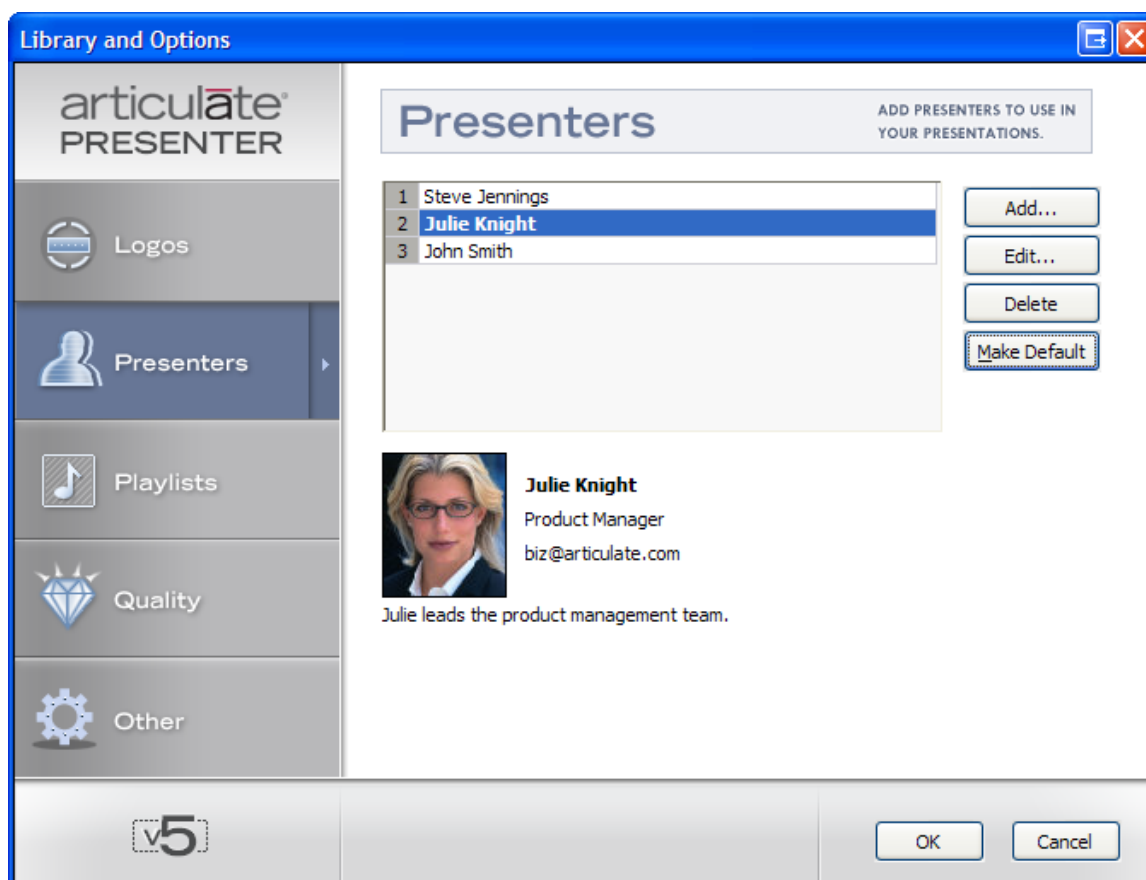 Library and Options
articulāte®
PRESENTER
Logos
Presenters
Playlists
Quality
Other
Presenters
ADD PRESENTERS TO USE IN
YOUR PRESENTATIONS.
1 Steve Jennings
2 Julie Knight
3 John Smith
Add...
Edit...
Delete
Make Default
Julie Knight
Product Manager
biz@articulate.com
Julie leads the product management team.
v5
OK
Cancel